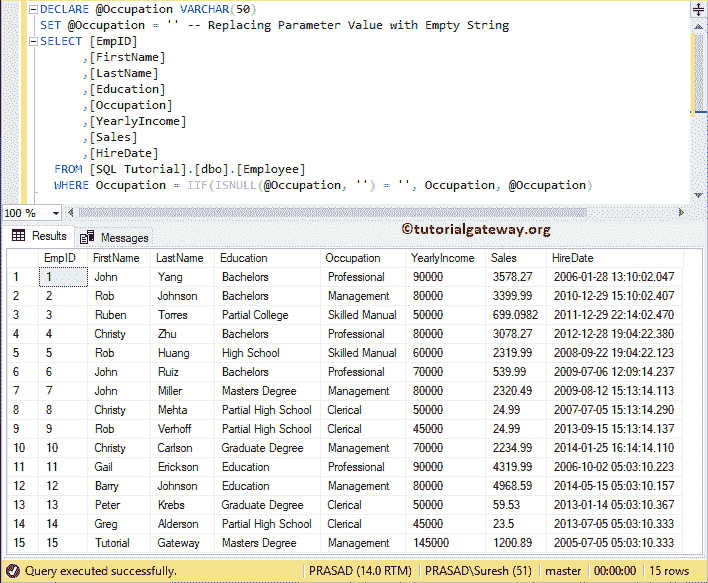 DECLARE @Occupation VARCHAR(50)
SET @Occupation = '' -- Replacing Parameter Value with Empty String
SELECT [EmpID]
,[FirstName]
,[LastName]
,[Education]
,[Occupation]
,[YearlyIncome]
,[Sales]
,[HireDate]
FROM [SQL Tutorial].[dbo].[Employee]
WHERE Occupation = IIF(ISNULL(@Occupation, '') = '', Occupation, @Occupation)
100 %
©tutorialgateway.org
Results Messages
EmpID FirstName LastName Education Occupation YearlyIncome Sales HireDate
1 1 John Yang Bachelors Professional 90000 3578.27 2006-01-28 13:10:02.047
2 2 Rob Johnson Bachelors Management 80000 3399.99 2010-12-29 15:10:02.407
3 3 Ruben Torres Partial College Skilled Manual 50000 699.0982 2011-12-29 22:14:02.470
4 4 Christy Zhu Bachelors Professional 80000 3078.27 2012-12-28 19:04:22.380
5 5 Rob Huang High School Skilled Manual 60000 2319.99 2008-09-22 19:04:22.123
6 6 John Ruiz Bachelors Professional 70000 539.99 2009-07-06 12:09:14.237
7 7 John Miller Masters Degree Management 80000 2320.49 2009-08-12 15:13:14.113
8 8 Christy Mehta Partial High School Clerical 50000 24.99 2007-07-05 15:13:14.290
9 9 Rob Verhoff Partial High School Clerical 45000 24.99 2013-09-15 15:13:14.137
10 10 Christy Carlson Graduate Degree Management 70000 2234.99 2014-01-25 16:14:14.110
11 11 Gail Erickson Education Professional 90000 4319.99 2006-10-02 05:03:10.223
12 12 Barry Johnson Education Management 80000 4968.59 2014-05-15 05:03:10.157
13 13 Peter Krebs Graduate Degree Clerical 50000 59.53 2013-01-14 05:03:10.367
14 14 Greg Alderson Partial High School Clerical 45000 23.5 2013-07-05 05:03:10.333
15 15 Tutorial Gateway Masters Degree Management 145000 1200.89 2005-07-05 05:03:10.333
Query executed successfully. PRASAD (14.0 RTM) PRASAD\Suresh (51) master 00:00:00 15 rows